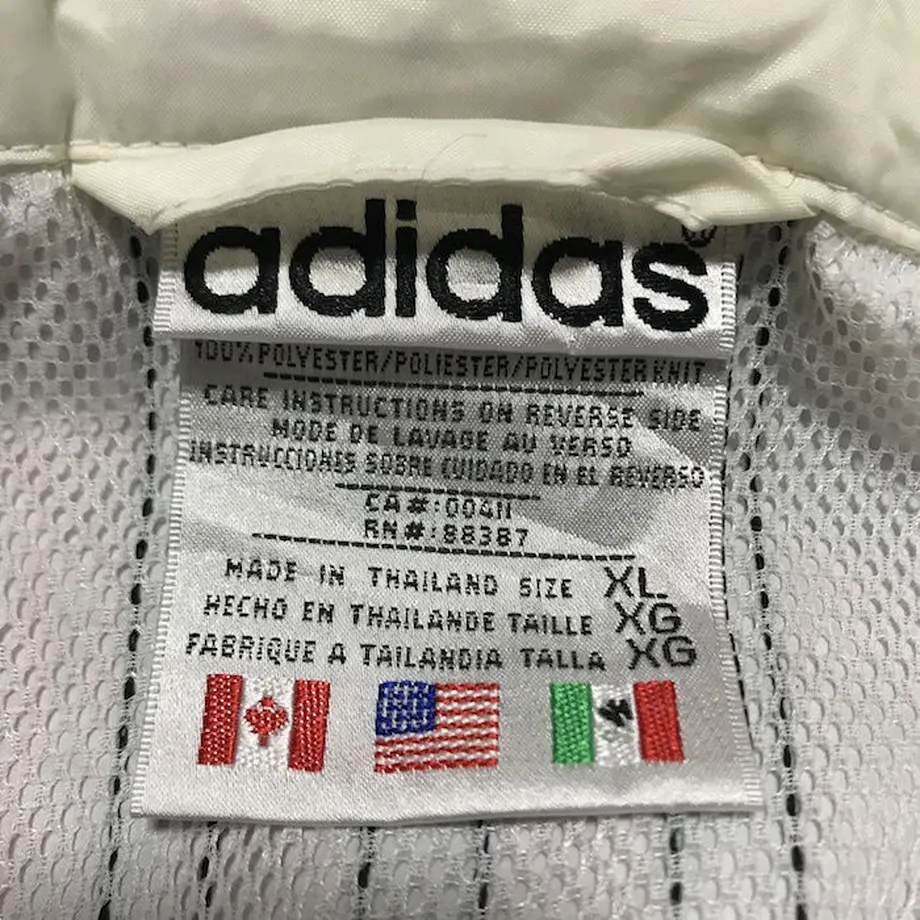 adidas®
100% POLYESTER/POLIESTER/POLYESTER KNIT
CARE INSTRUCTIONS ON REVERSE SIDE
MODE DE LAVAGE AU VERSO
INSTRUCCIONES SOBRE CUIDADO EN EL REVERSO
CA#:00411
RN#:88387
MADE IN THAILAND SIZE XL
HECHO EN THAILANDE TAILLE XG
FABRIQUE A TAILANDIA TALLA XG